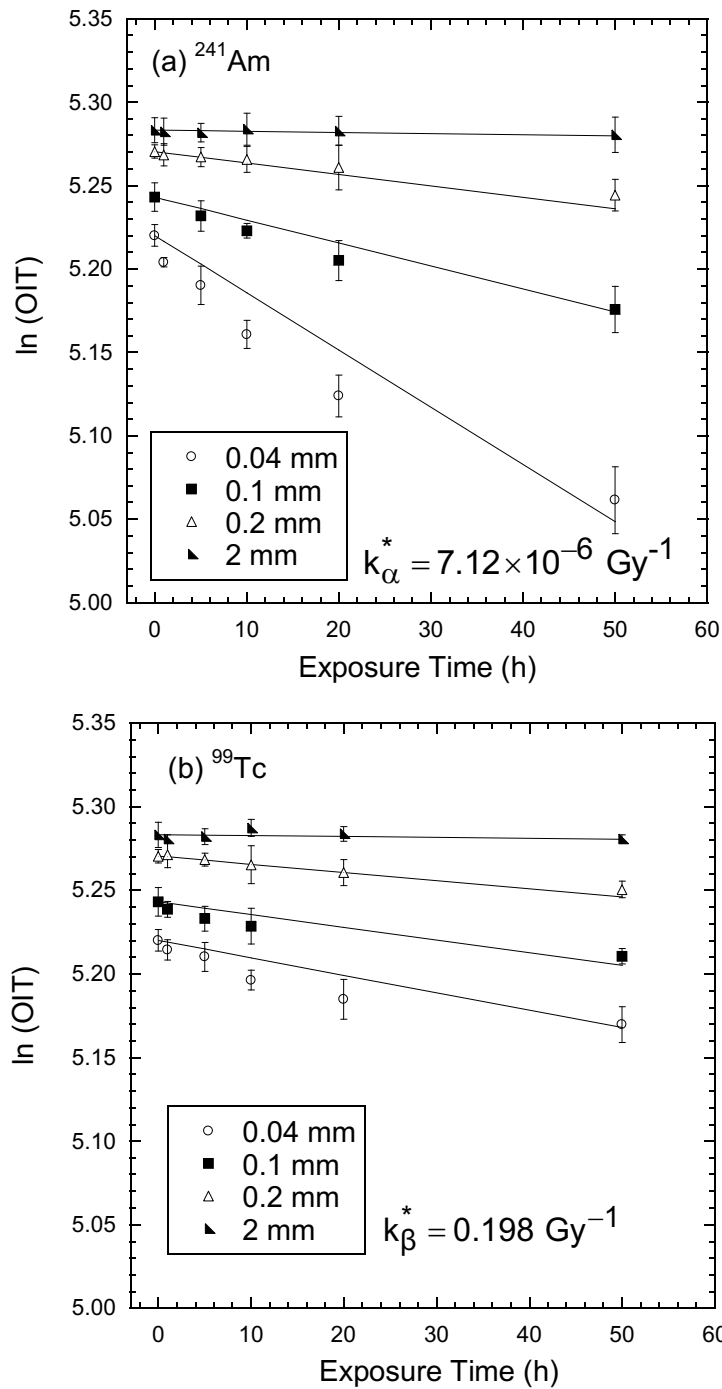 (a) ²⁴¹Am
ln (OIT)
5.35
5.30
5.25
5.20
5.15
5.10
5.05
5.00
0.04 mm
0.1 mm
0.2 mm
2 mm
k*α = 7.12×10⁻⁶ Gy⁻¹
0 10 20 30 40 50 60
Exposure Time (h)
(b) ⁹⁹Tc
ln (OIT)
5.35
5.30
5.25
5.20
5.15
5.10
5.05
5.00
0.04 mm
0.1 mm
0.2 mm
2 mm
k*β = 0.198 Gy⁻¹
0 10 20 30 40 50 60
Exposure Time (h)